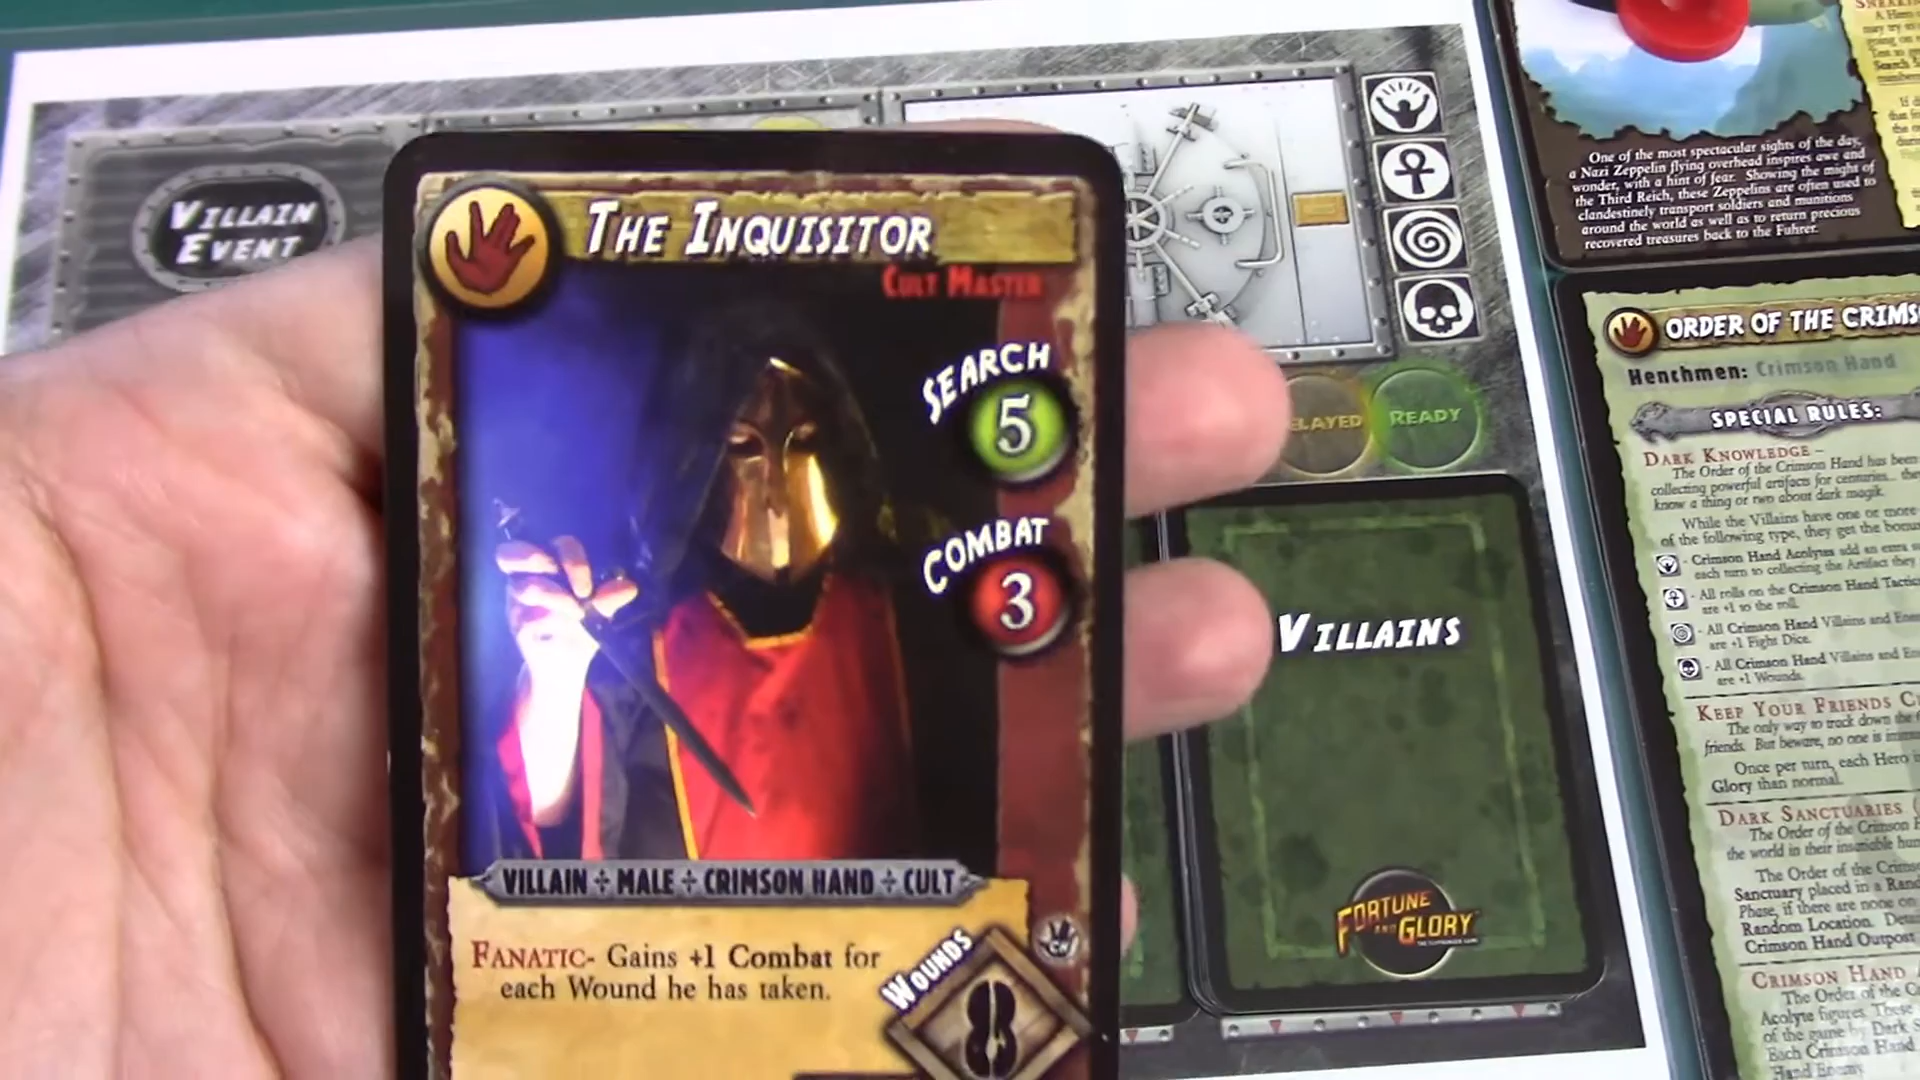 VILLAIN
EVENT
THE INQUISITOR
CULT MASTER
SEARCH
5
COMBAT
3
VILLAIN + MALE + CRIMSON HAND + CULT
FANATIC- Gains +1 Combat for
each Wound he has taken.
WOUNDS
8
READY
VILLAINS
FORTUNE
AND GLORY
One of the most spectacular sights of the day,
a Nazi Zeppelin flying overhead inspires awe and
wonder, with a hint of fear. Showing the might of
the Third Reich, these Zeppelins are often used to
clandestinely transport soldiers and munitions
around the world as well as to return precious
recovered treasures back to the Fuhrer.
ORDER OF THE
Henchmen: Crimson Hand
SPECIAL RULES:
DARK KNOWLEDGE -
The Order of the Crimson Hand has been
collecting powerful artifacts for centuries... they
know a thing or two about dark magik.
While the Villains have one or more
of the following type, they get the bonus
- Crimson Hand Acolytes add an extra
each turn to collecting the Artifact they
- All rolls on the Crimson Hand
are +1 to the roll.
- All Crimson Hand Villains and
are +1 Fight Dice.
- All Crimson Hand Villains and
are +1 Wounds.
KEEP YOUR FRIENDS
The only way to track down the
friends. But beware, no one is
Once per turn, each Hero
Glory than normal.
DARK SANCTUARIES
The Order of the Crimson
the world in their insatiable
The Order of the
Sanctuary placed in a
Phase, if there are none on
Random Location.
Crimson Hand Outpost
CRIMSON HAND
The Order of the
Acolyte figures. These
of the game by Dark
Each Crimson Hand
Hand Enemy.